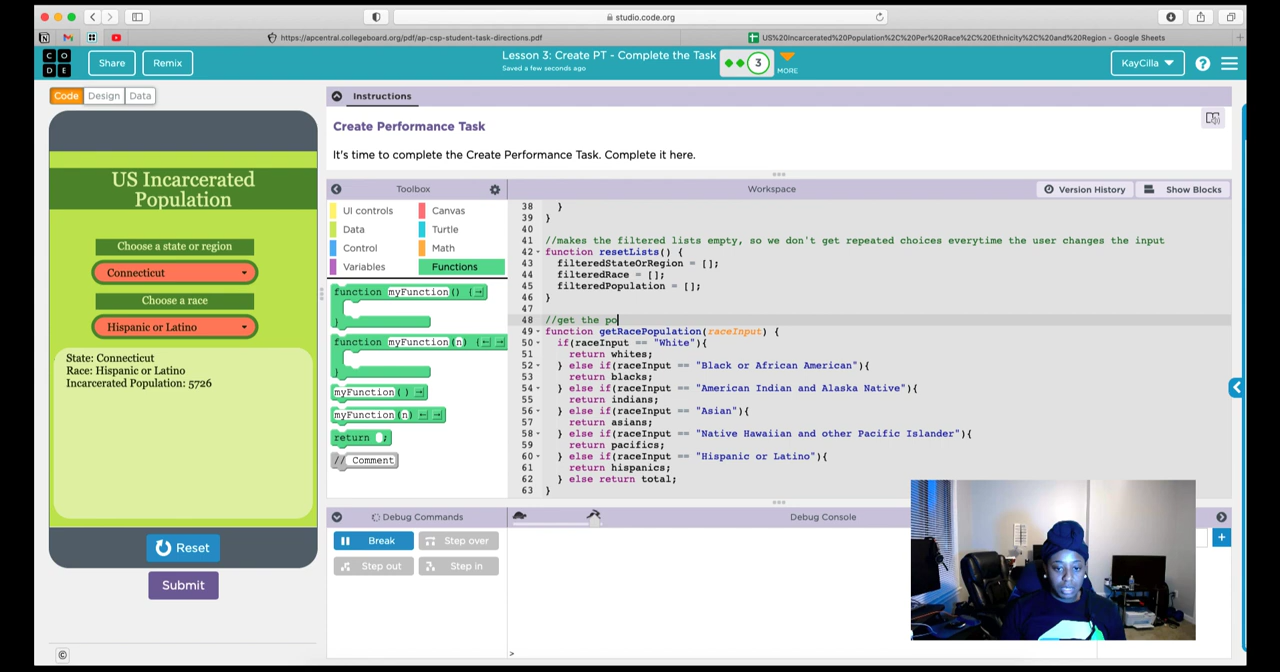 studio.code.org
https://apcentral.collegeboard.org/pdf/ap-csp-student-task-directions.pdf
US%20Incarcerated%20Population%2C%20Per%20Race%2C%20Ethnicity%2C%20and%20Region - Google Sheets
C O
D E
Share
Remix
Lesson 3: Create PT - Complete the Task
Saved a few seconds ago
3
MORE
KayCilla
?
Code
Design
Data
Instructions
Create Performance Task
It's time to complete the Create Performance Task. Complete it here.
US Incarcerated
Population
Choose a state or region
Connecticut
Choose a race
Hispanic or Latino
State: Connecticut
Race: Hispanic or Latino
Incarcerated Population: 5726
Reset
Submit
Toolbox
UI controls
Canvas
Data
Turtle
Control
Math
Variables
Functions
function myFunction() {
}
function myFunction(n) {
}
myFunction()
myFunction(n)
return ;
// Comment
Workspace
Version History
Show Blocks
38 }
39 }
40
41 //makes the filtered lists empty, so we don't get repeated choices everytime the user changes the input
42 function resetLists() {
43 filteredStateOrRegion = [];
44 filteredRace = [];
45 filteredPopulation = [];
46 }
47
48 //get the po
49 function getRacePopulation(raceInput) {
50 if(raceInput == "White"){
51 return whites;
52 } else if(raceInput == "Black or African American"){
53 return blacks;
54 } else if(raceInput == "American Indian and Alaska Native"){
55 return indians;
56 } else if(raceInput == "Asian"){
57 return asians;
58 } else if(raceInput == "Native Hawaiian and other Pacific Islander"){
59 return pacifics;
60 } else if(raceInput == "Hispanic or Latino"){
61 return hispanics;
62 } else return total;
63 }
Debug Commands
Debug Console
Break
Step over
Step out
Step in
>
©